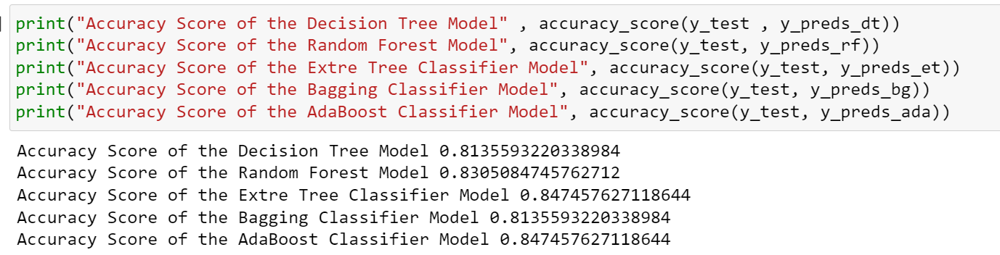 print("Accuracy Score of the Decision Tree Model" , accuracy_score(y_test , y_preds_dt))
print("Accuracy Score of the Random Forest Model", accuracy_score(y_test, y_preds_rf))
print("Accuracy Score of the Extre Tree Classifier Model", accuracy_score(y_test, y_preds_et))
print("Accuracy Score of the Bagging Classifier Model", accuracy_score(y_test, y_preds_bg))
print("Accuracy Score of the AdaBoost Classifier Model", accuracy_score(y_test, y_preds_ada))
Accuracy Score of the Decision Tree Model 0.8135593220338984
Accuracy Score of the Random Forest Model 0.8305084745762712
Accuracy Score of the Extre Tree Classifier Model 0.847457627118644
Accuracy Score of the Bagging Classifier Model 0.8135593220338984
Accuracy Score of the AdaBoost Classifier Model 0.847457627118644